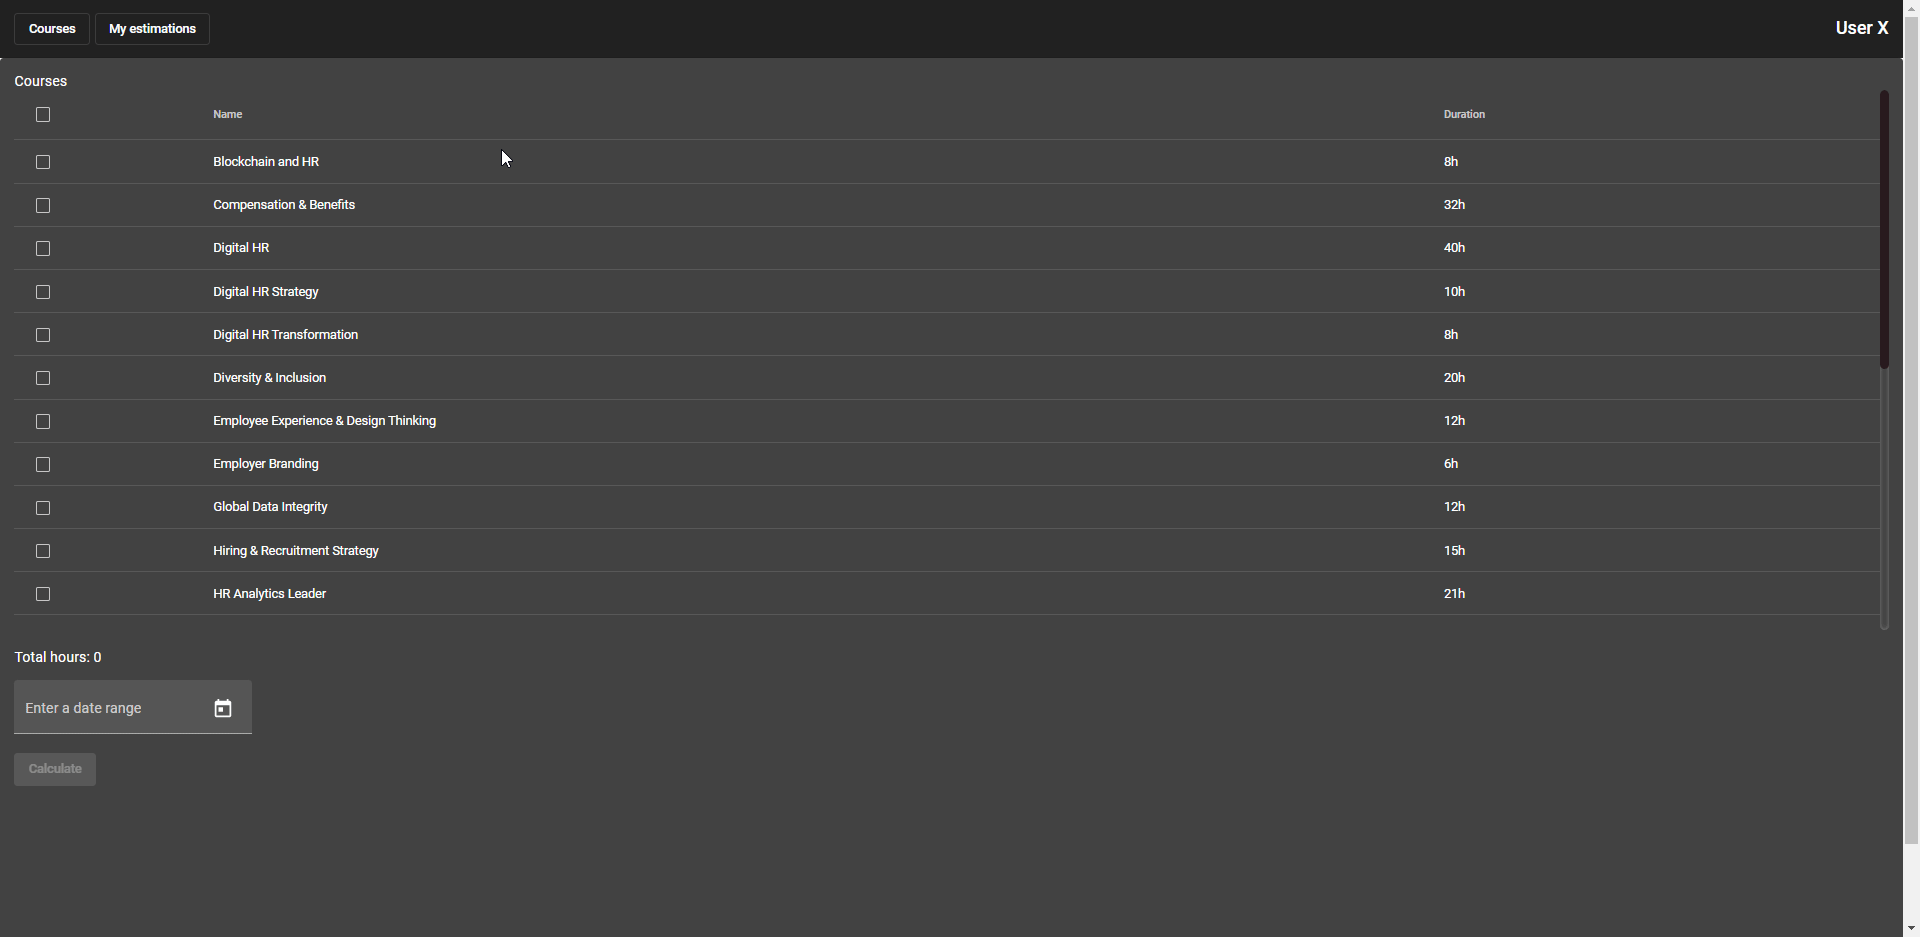 Courses My estimations User X
Courses
Name Duration
Blockchain and HR 8h
Compensation & Benefits 32h
Digital HR 40h
Digital HR Strategy 10h
Digital HR Transformation 8h
Diversity & Inclusion 20h
Employee Experience & Design Thinking 12h
Employer Branding 6h
Global Data Integrity 12h
Hiring & Recruitment Strategy 15h
HR Analytics Leader 21h
Total hours: 0
Enter a date range
Calculate